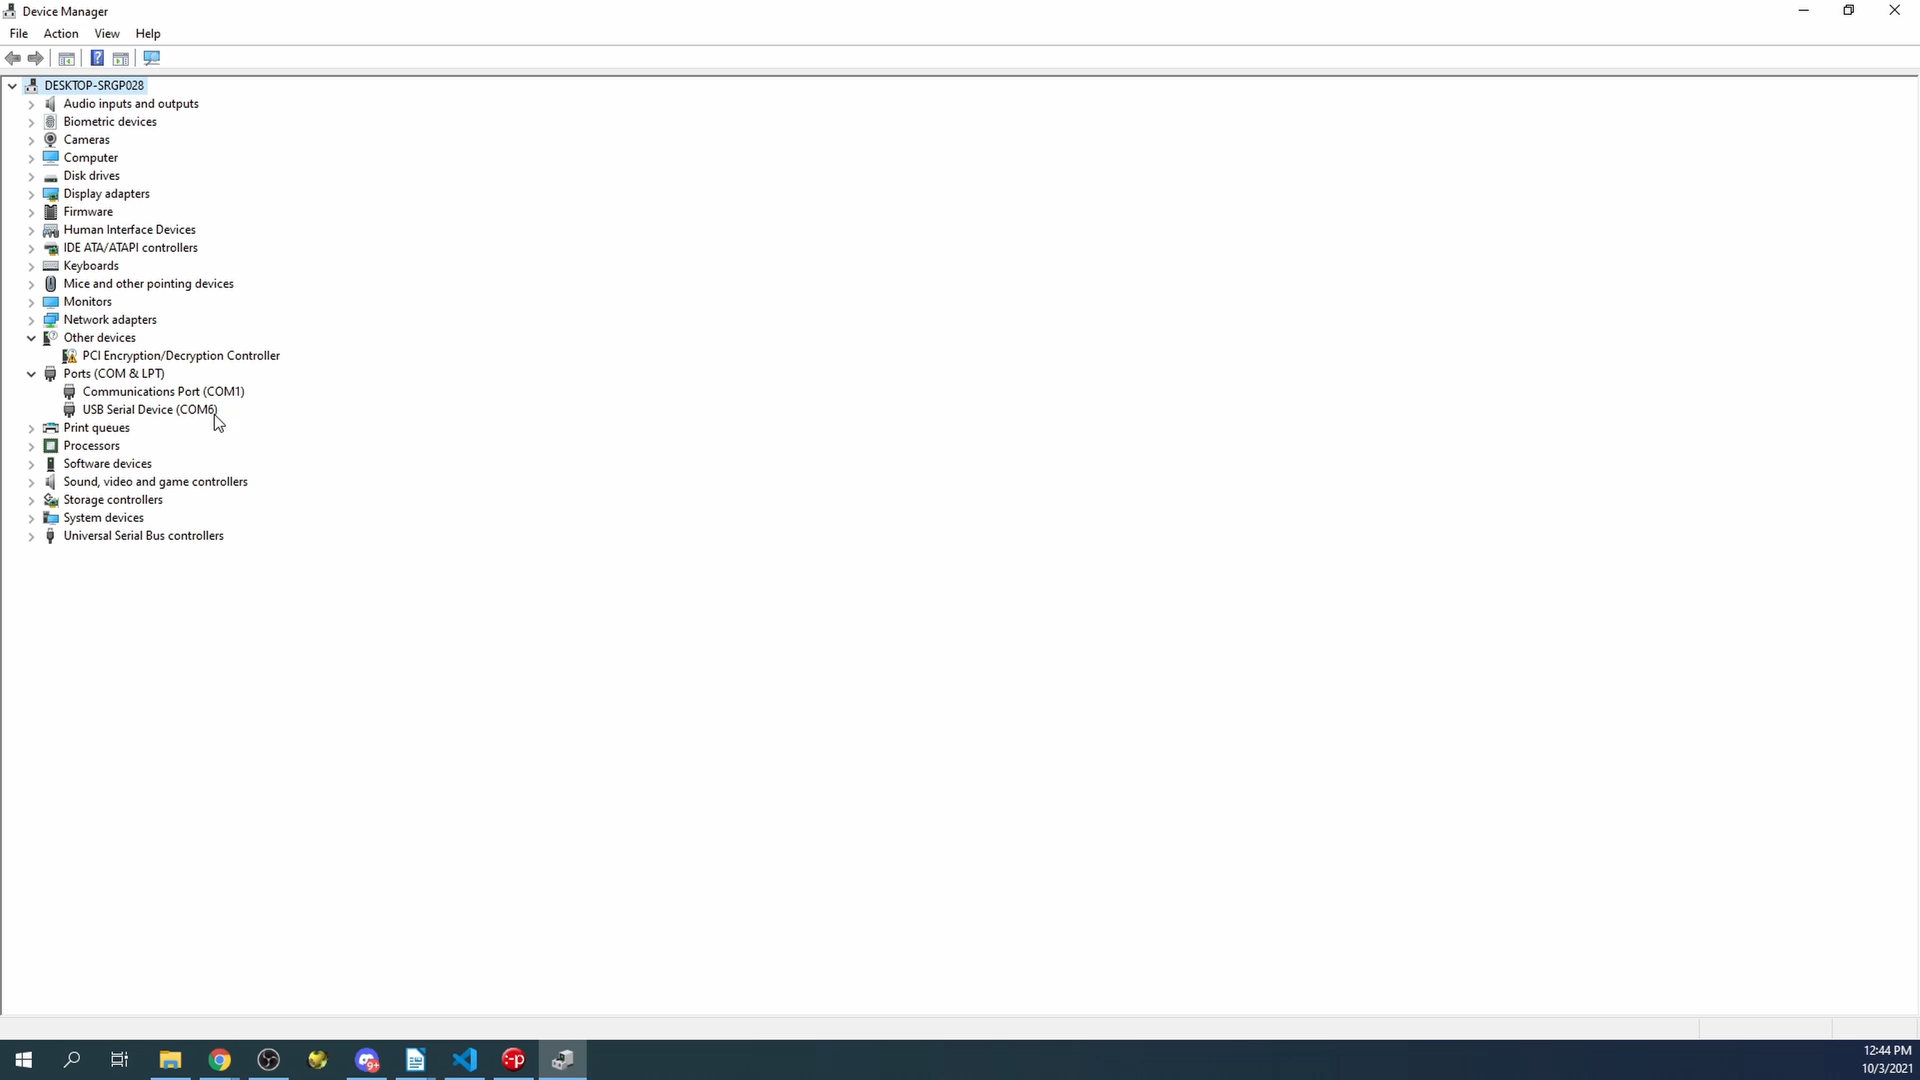 Device Manager
File Action View Help
DESKTOP-SRGP028
Audio inputs and outputs
Biometric devices
Cameras
Computer
Disk drives
Display adapters
Firmware
Human Interface Devices
IDE ATA/ATAPI controllers
Keyboards
Mice and other pointing devices
Monitors
Network adapters
Other devices
PCI Encryption/Decryption Controller
Ports (COM & LPT)
Communications Port (COM1)
USB Serial Device (COM6)
Print queues
Processors
Software devices
Sound, video and game controllers
Storage controllers
System devices
Universal Serial Bus controllers
9+
:-p
12:44 PM
10/3/2021